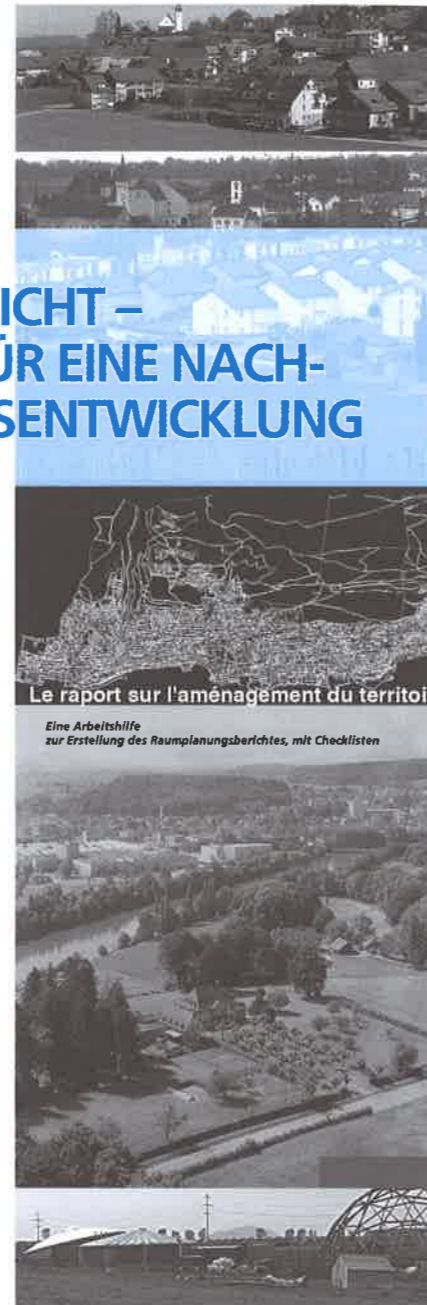 ICHT –
ÜR EINE NACH-
SENTWICKLUNG
Le raport sur l'aménagement du territoi
Eine Arbeitshilfe
zur Erstellung des Raumplanungsberichtes, mit Checklisten